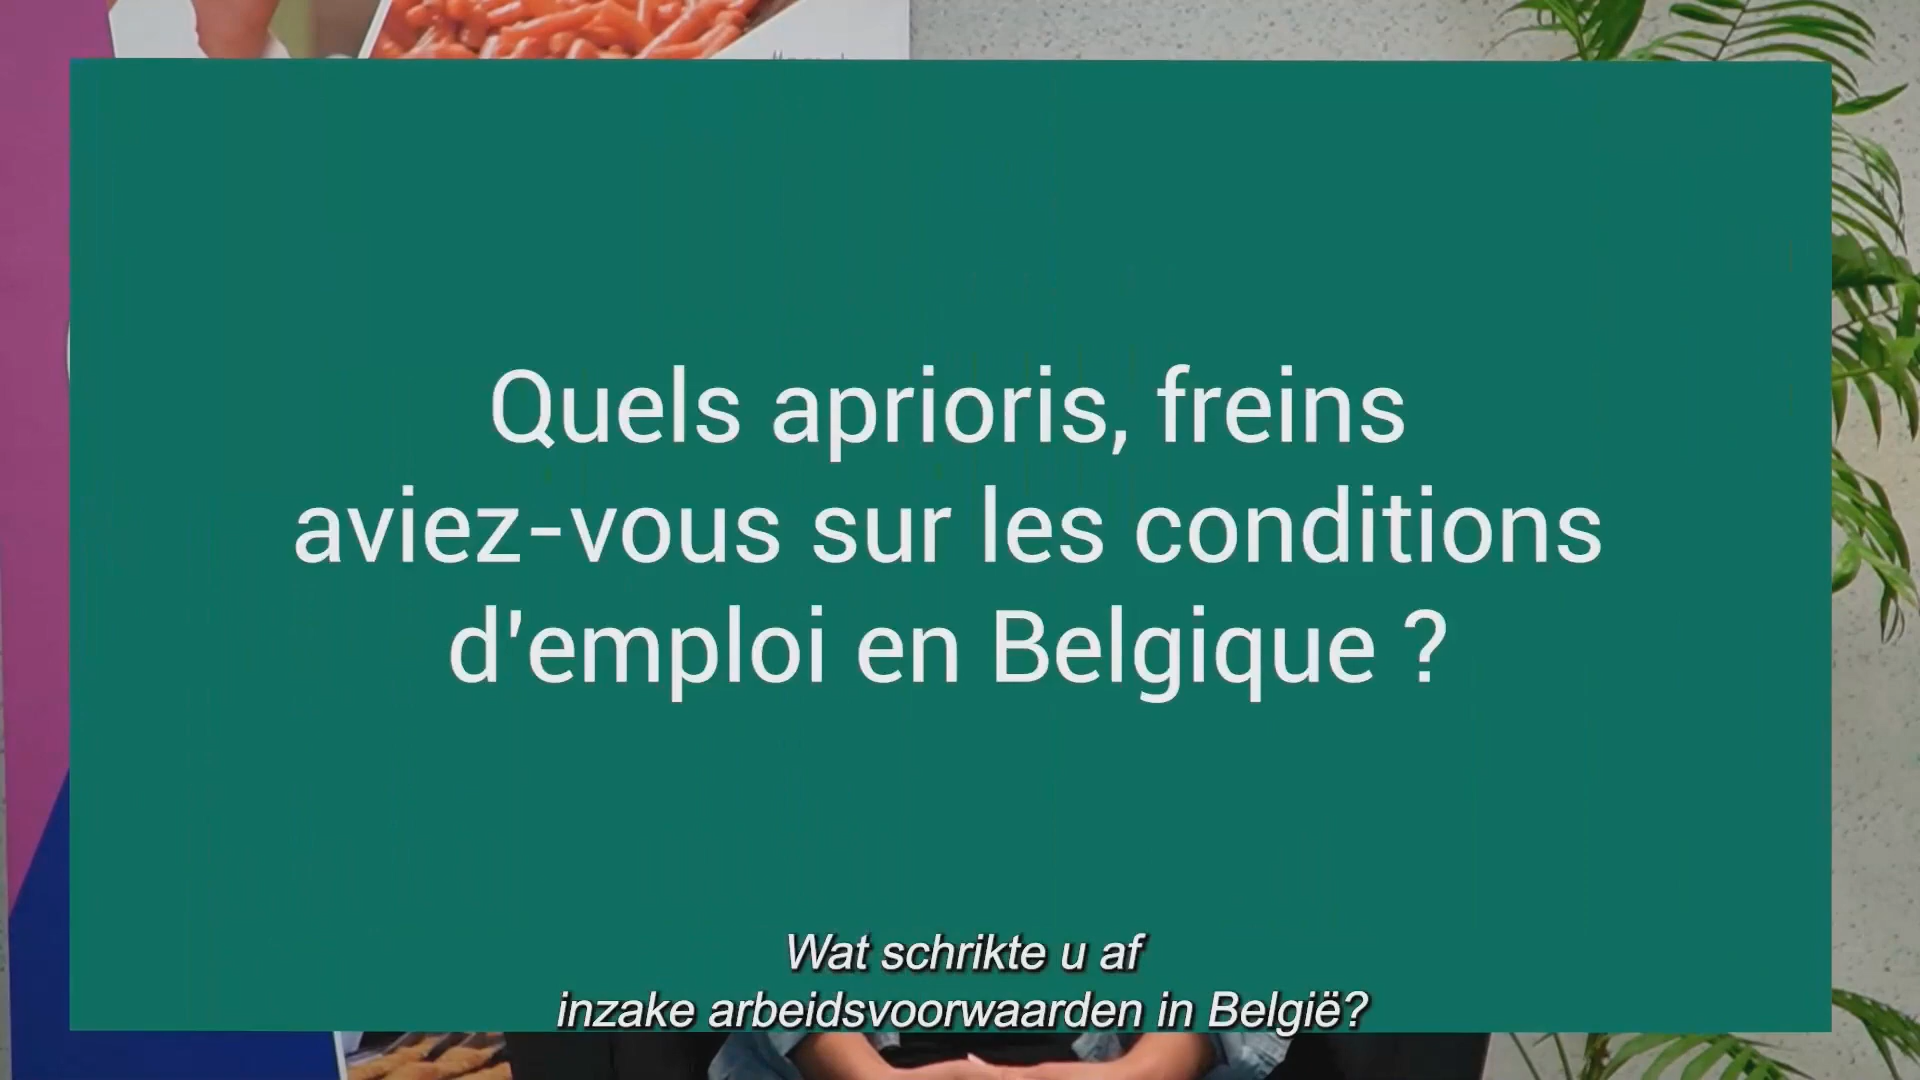 Quels aprioris, freins
aviez-vous sur les conditions
d'emploi en Belgique ?
Wat schrikte u af
inzake arbeidsvoorwaarden in België?